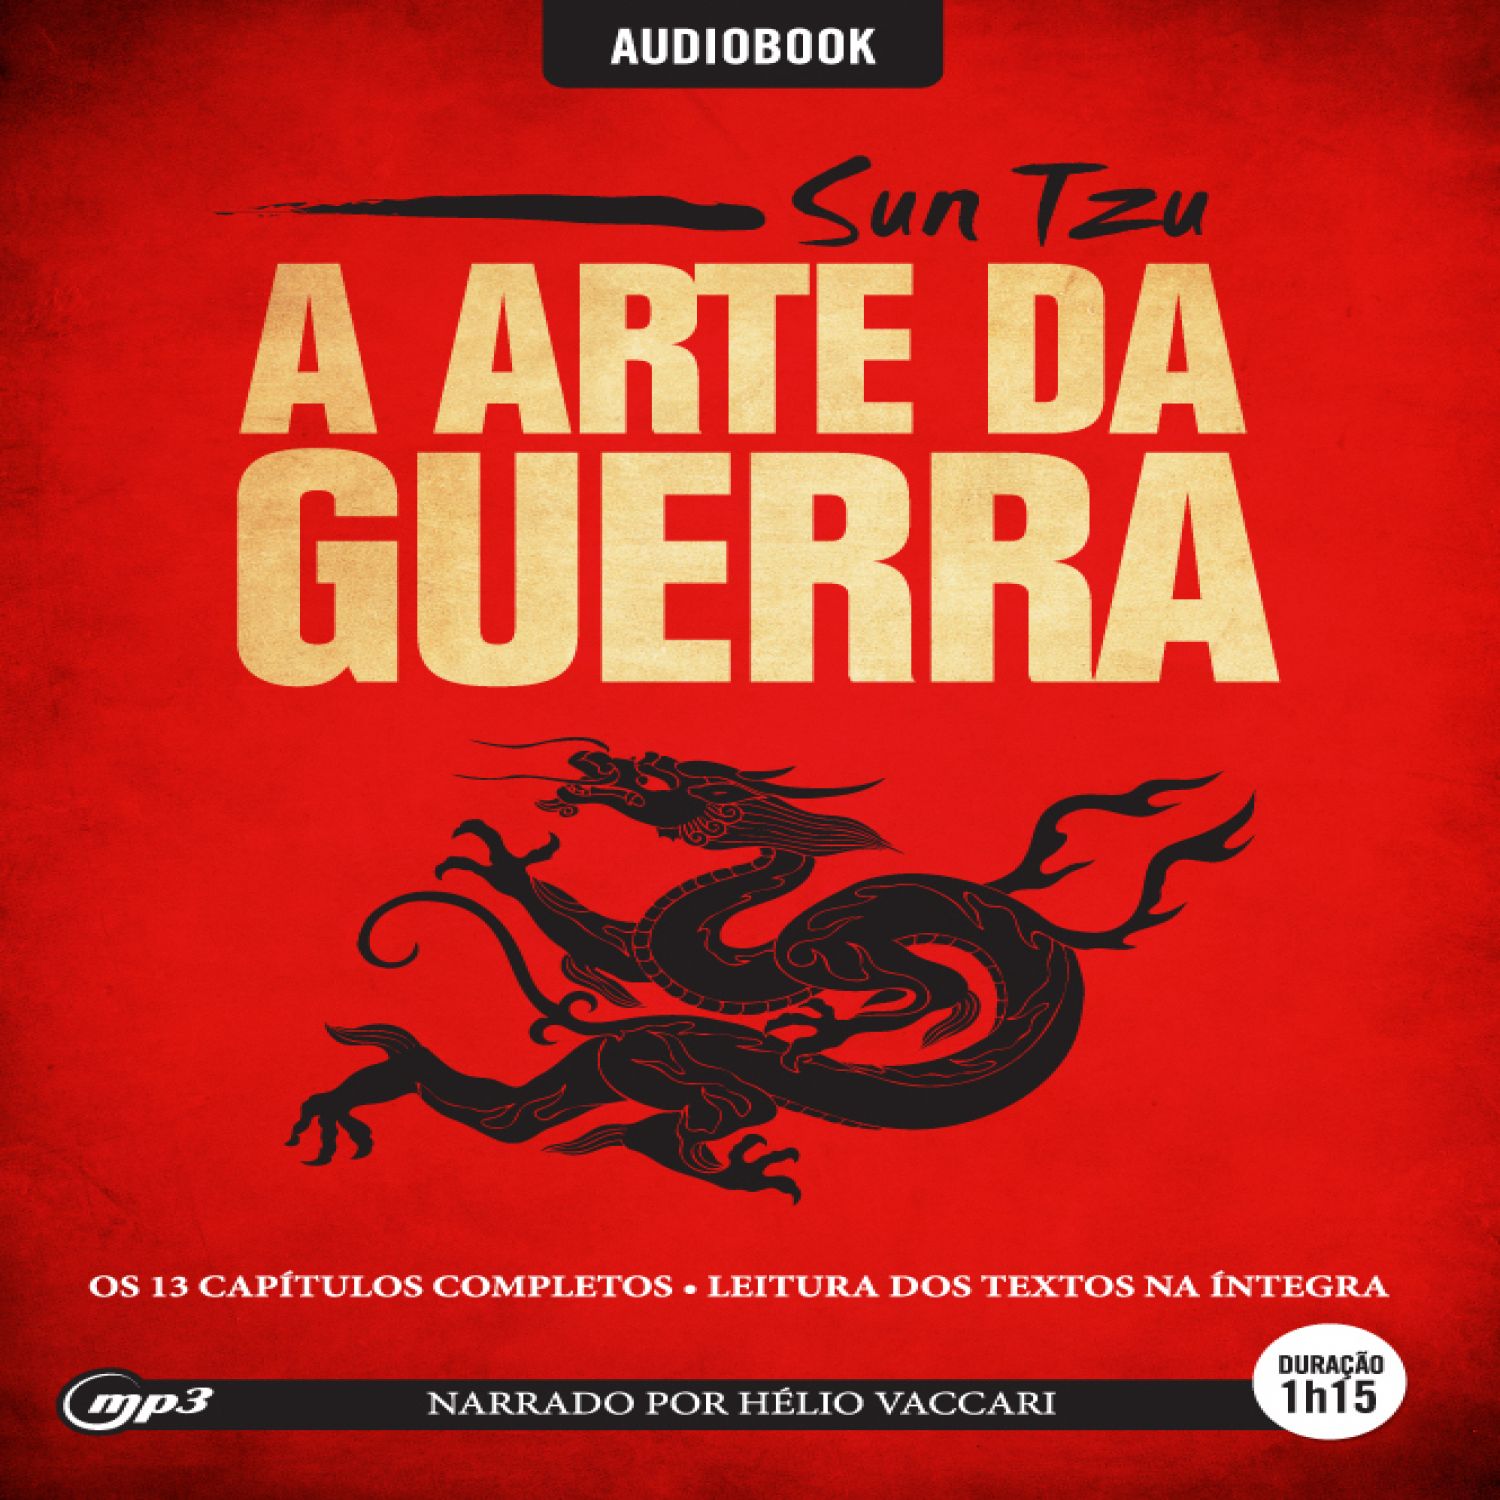 AUDIOBOOK
Sun Tzu
A ARTE DA
GUERRA
OS 13 CAPÍTULOS COMPLETOS • LEITURA DOS TEXTOS NA ÍNTEGRA
mp3
NARRADO POR HÉLIO VACCARI
DURAÇÃO
1h15